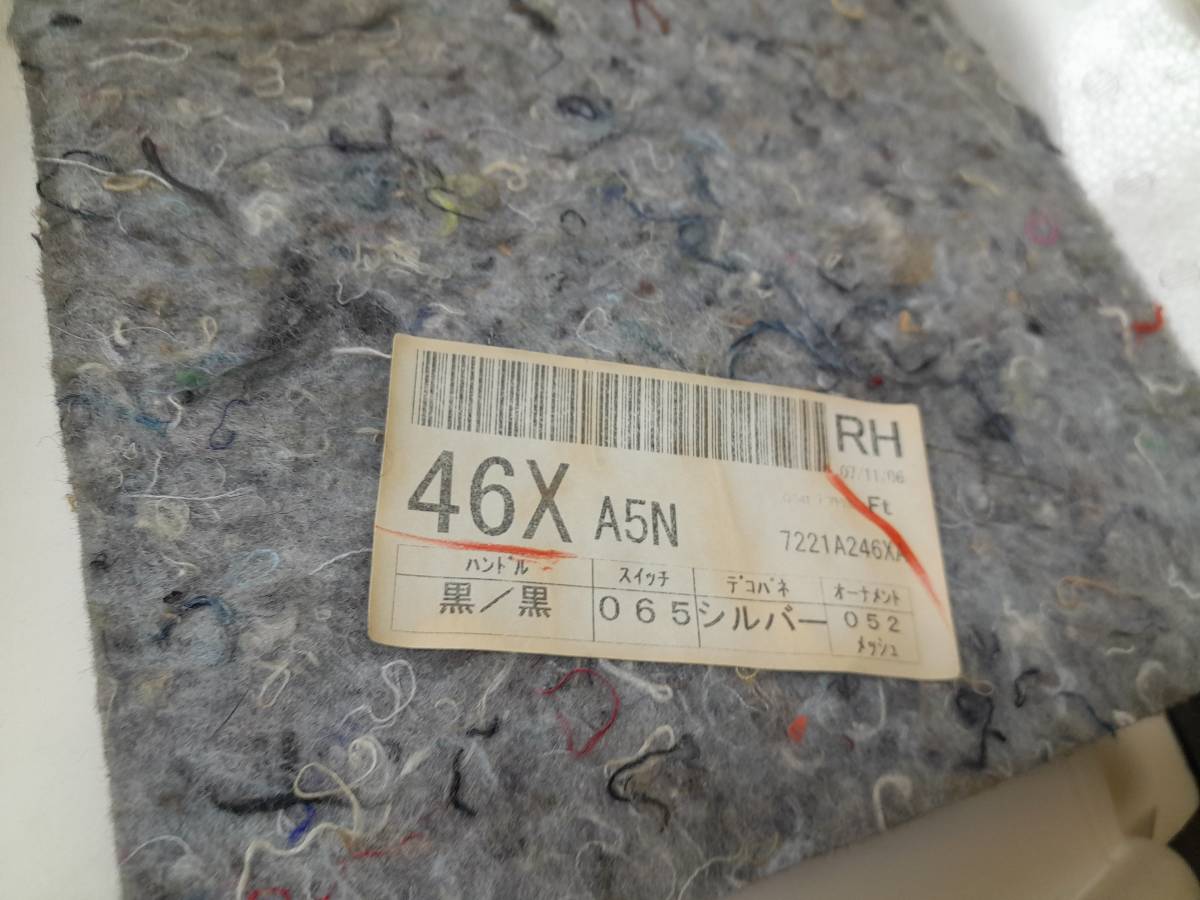 RH
07/11/06
46X A5N
Ft
7221A246XA
ﾊﾝﾄﾞﾙ ｽｲｯﾁ ﾃﾞｺﾊﾟﾈ ｵｰﾅﾒﾝﾄ
黒／黒 ０６５ シルバー ０５２
ﾒｯｼｭ